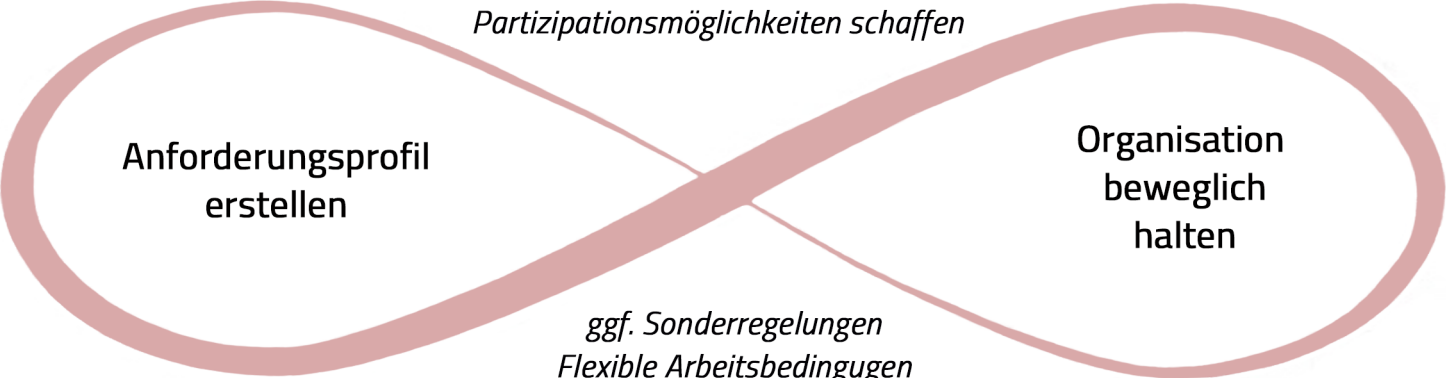 Partizipationsmöglichkeiten schaffen
Anforderungsprofil
erstellen
Organisation
beweglich
halten
ggf. Sonderregelungen
Flexible Arbeitsbedingugen